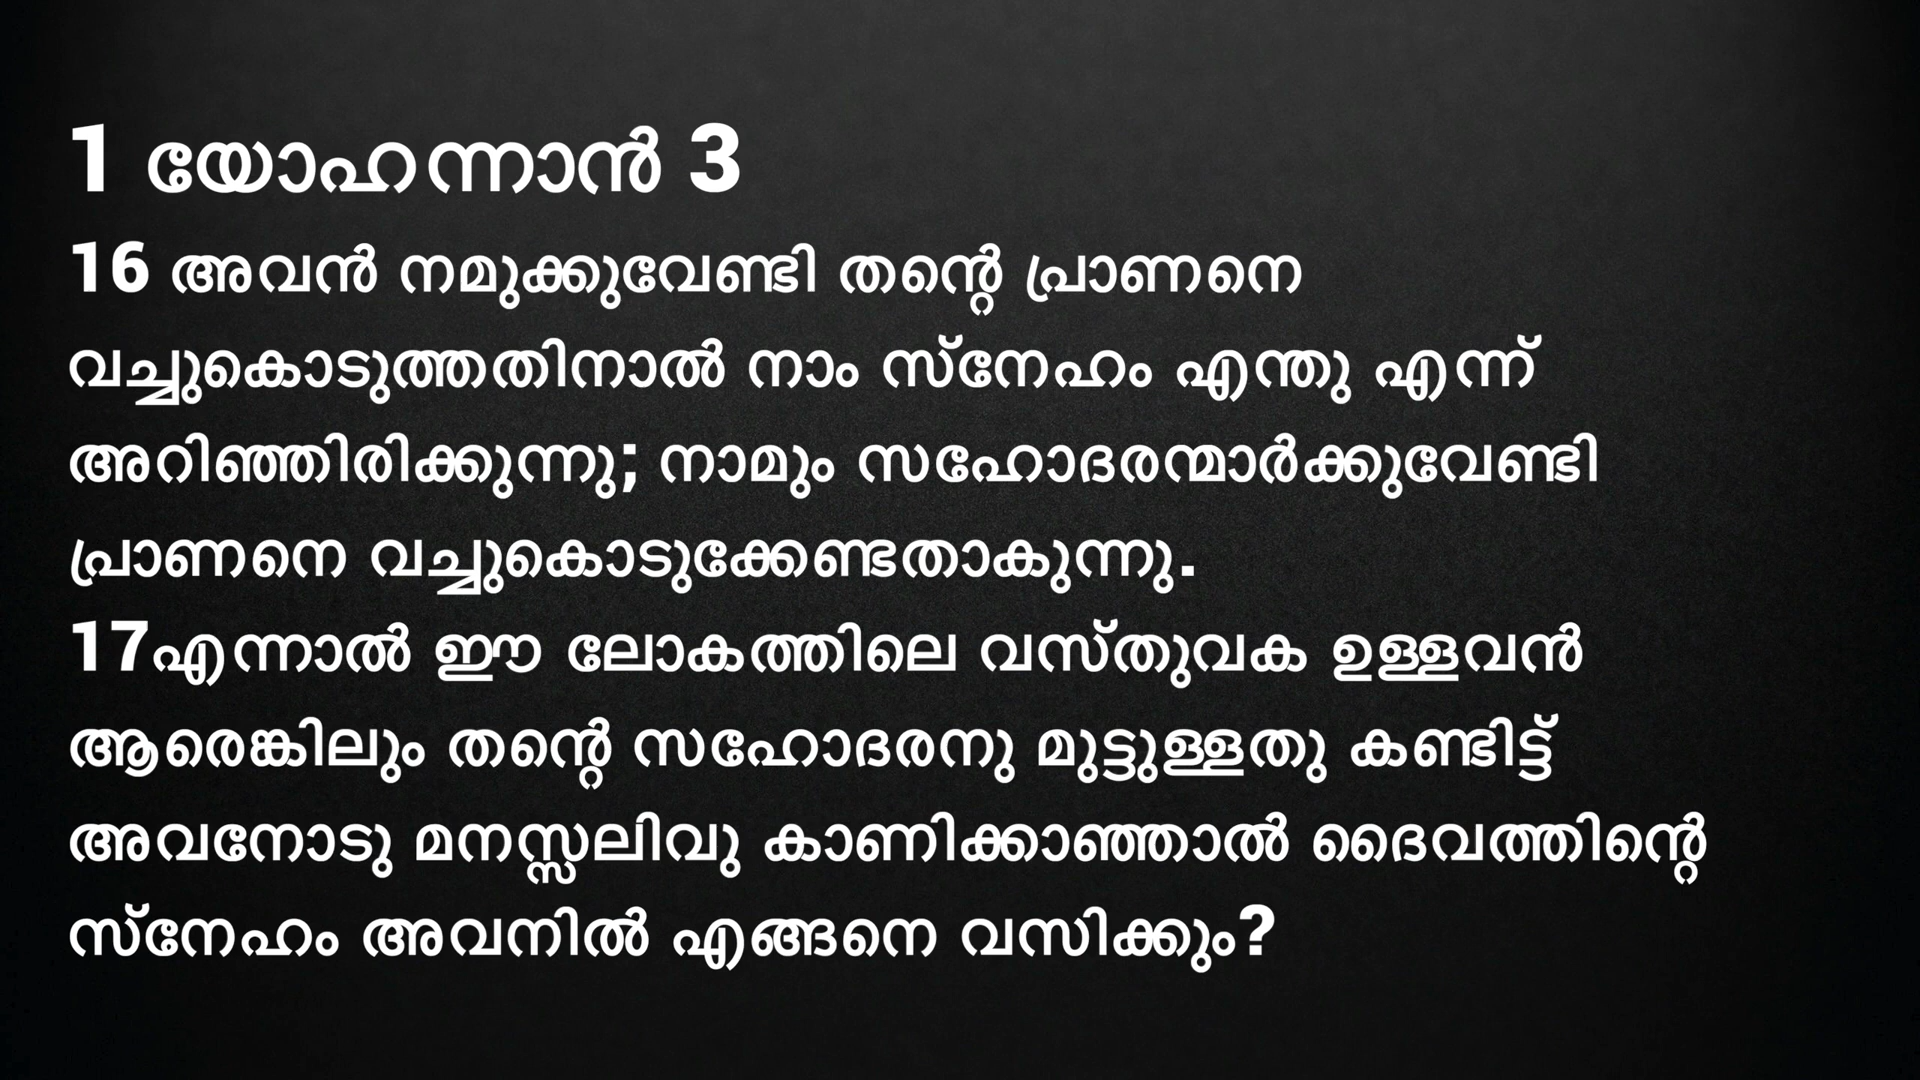 1 യോഹന്നാൻ 3
16 അവൻ നമുക്കുവേണ്ടി തന്റെ പ്രാണനെ
വച്ചുകൊടുത്തതിനാൽ നാം സ്നേഹം എന്തു എന്ന്
അറിഞ്ഞിരിക്കുന്നു; നാമും സഹോദരന്മാർക്കുവേണ്ടി
പ്രാണനെ വച്ചുകൊടുക്കേണ്ടതാകുന്നു.
17എന്നാൽ ഈ ലോകത്തിലെ വസ്തുവക ഉള്ളവൻ
ആരെങ്കിലും തന്റെ സഹോദരനു മുട്ടുള്ളതു കണ്ടിട്ട്
അവനോടു മനസ്സലിവു കാണിക്കാഞ്ഞാൽ ദൈവത്തിന്റെ
സ്നേഹം അവനിൽ എങ്ങനെ വസിക്കും?